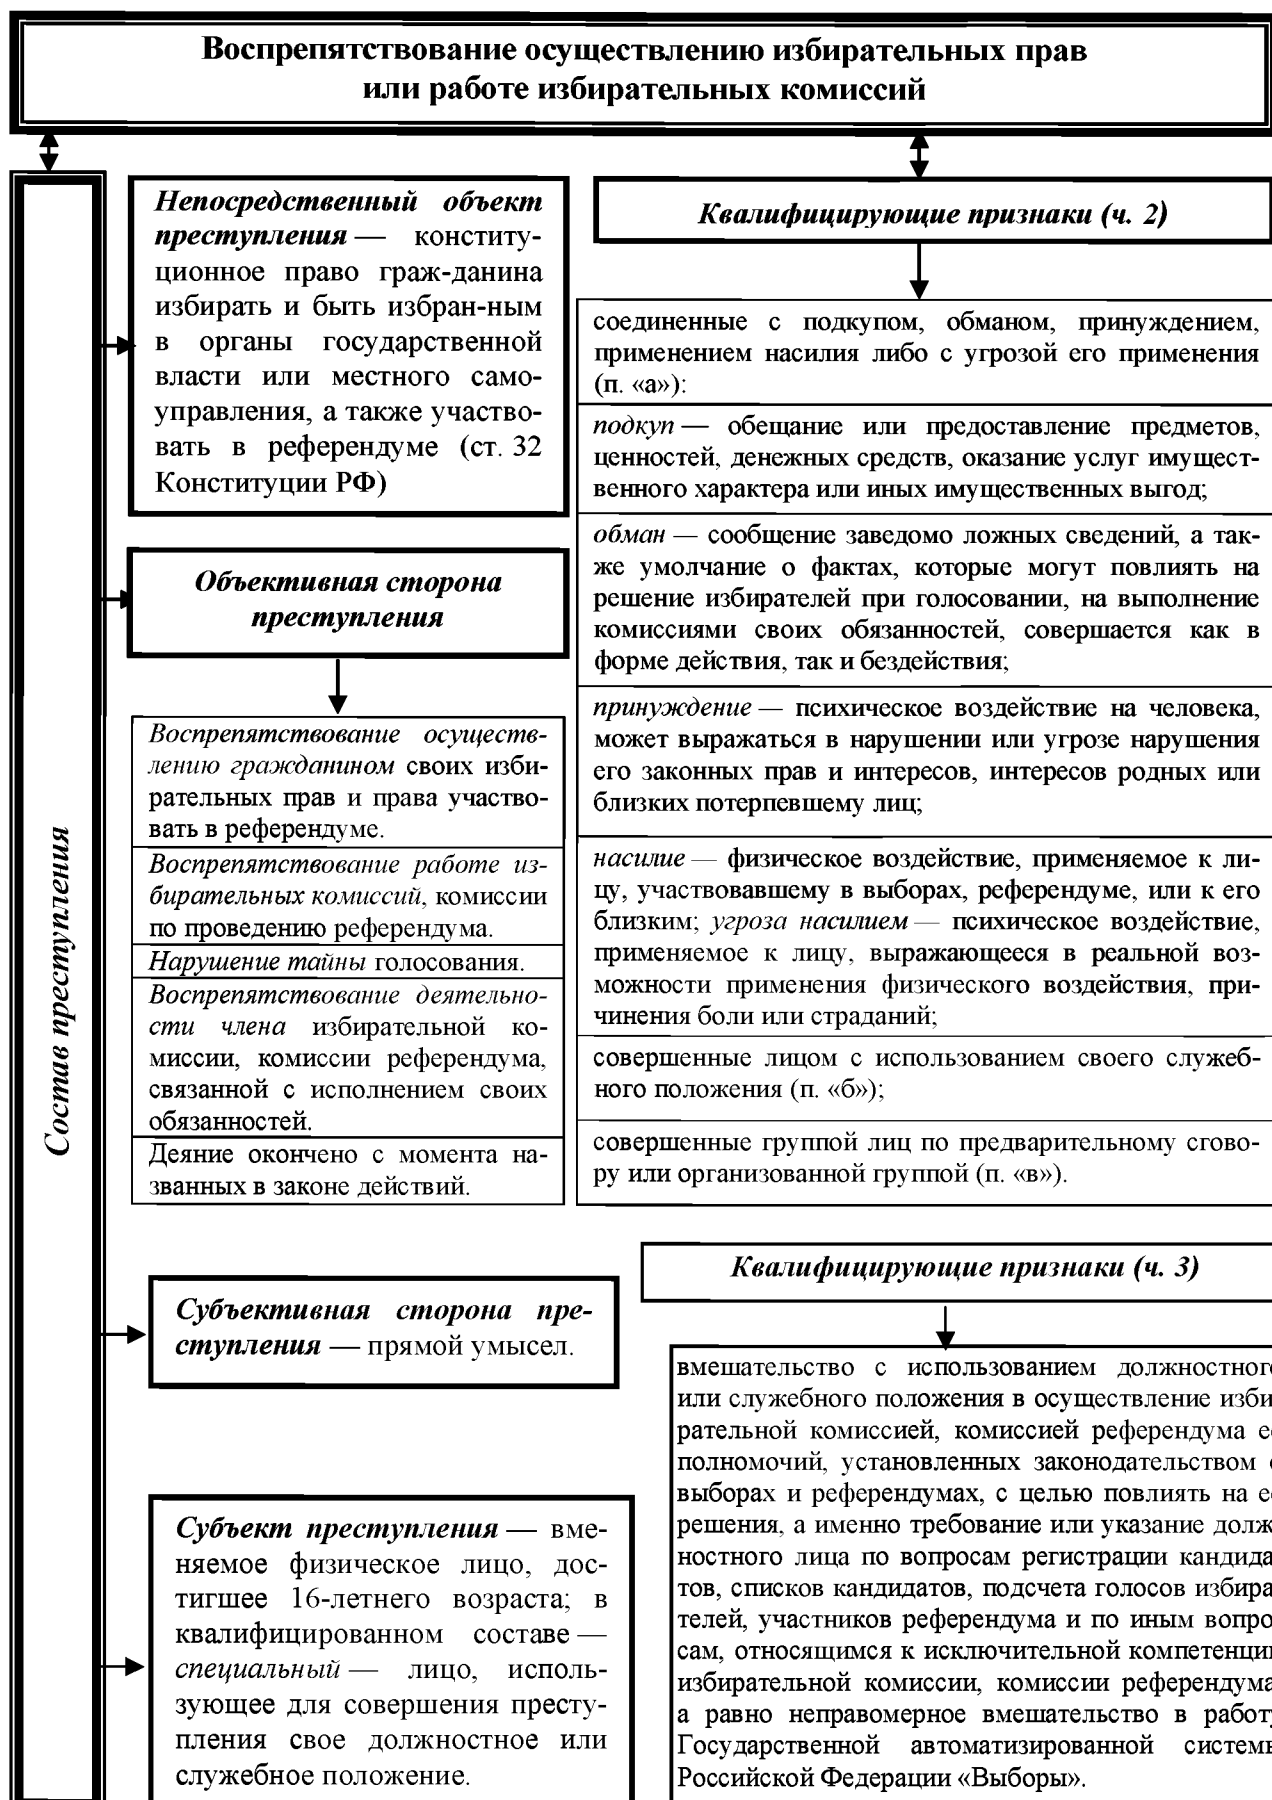 Воспрепятствование осуществлению избирательных прав
или работе избирательных комиссий
Состав преступления
Непосредственный объект
преступления — конститу-
ционное право граж-данина
избирать и быть избран-ным
в органы государственной
власти или местного само-
управления, а также участво-
вать в референдуме (ст. 32
Конституции РФ)
Объективная сторона
преступления
Воспрепятствование осуществ-
лению гражданином своих изби-
рательных прав и права участво-
вать в референдуме.
Воспрепятствование работе из-
бирательных комиссий, комиссии
по проведению референдума.
Нарушение тайны голосования.
Воспрепятствование деятельно-
сти члена избирательной ко-
миссии, комиссии референдума,
связанной с исполнением своих
обязанностей.
Деяние окончено с момента на-
званных в законе действий.
Субъективная сторона пре-
ступления — прямой умысел.
Субъект преступления — вме-
няемое физическое лицо, дос-
тигшее 16-летнего возраста; в
квалифицированном составе —
специальный — лицо, исполь-
зующее для совершения престу-
пления свое должностное или
служебное положение.
Квалифицирующие признаки (ч. 2)
соединенные с подкупом, обманом, принуждением,
применением насилия либо с угрозой его применения
(п. «а»):
подкуп — обещание или предоставление предметов,
ценностей, денежных средств, оказание услуг имущест-
венного характера или иных имущественных выгод;
обман — сообщение заведомо ложных сведений, а так-
же умолчание о фактах, которые могут повлиять на
решение избирателей при голосовании, на выполнение
комиссиями своих обязанностей, совершается как в
форме действия, так и бездействия;
принуждение — психическое воздействие на человека,
может выражаться в нарушении или угрозе нарушения
его законных прав и интересов, интересов родных или
близких потерпевшему лиц;
насилие — физическое воздействие, применяемое к ли-
цу, участвовавшему в выборах, референдуме, или к его
близким; угроза насилием — психическое воздействие,
применяемое к лицу, выражающееся в реальной воз-
можности применения физического воздействия, при-
чинения боли или страданий;
совершенные лицом с использованием своего служеб-
ного положения (п. «б»);
совершенные группой лиц по предварительному сгово-
ру или организованной группой (п. «в»).
Квалифицирующие признаки (ч. 3)
вмешательство с использованием должностного
или служебного положения в осуществление изби
рательной комиссией, комиссией референдума
полномочий, установленных законодательством
выборах и референдумах, с целью повлиять на
решения, а именно требование или указание долж
ностного лица по вопросам регистрации кандида
тов, списков кандидатов, подсчета голосов избира
телей, участников референдума и по иным вопро
сам, относящимся к исключительной компетенции
избирательной комиссии, комиссии референдума
а равно неправомерное вмешательство в работу
Государственной автоматизированной системы
Российской Федерации «Выборы».